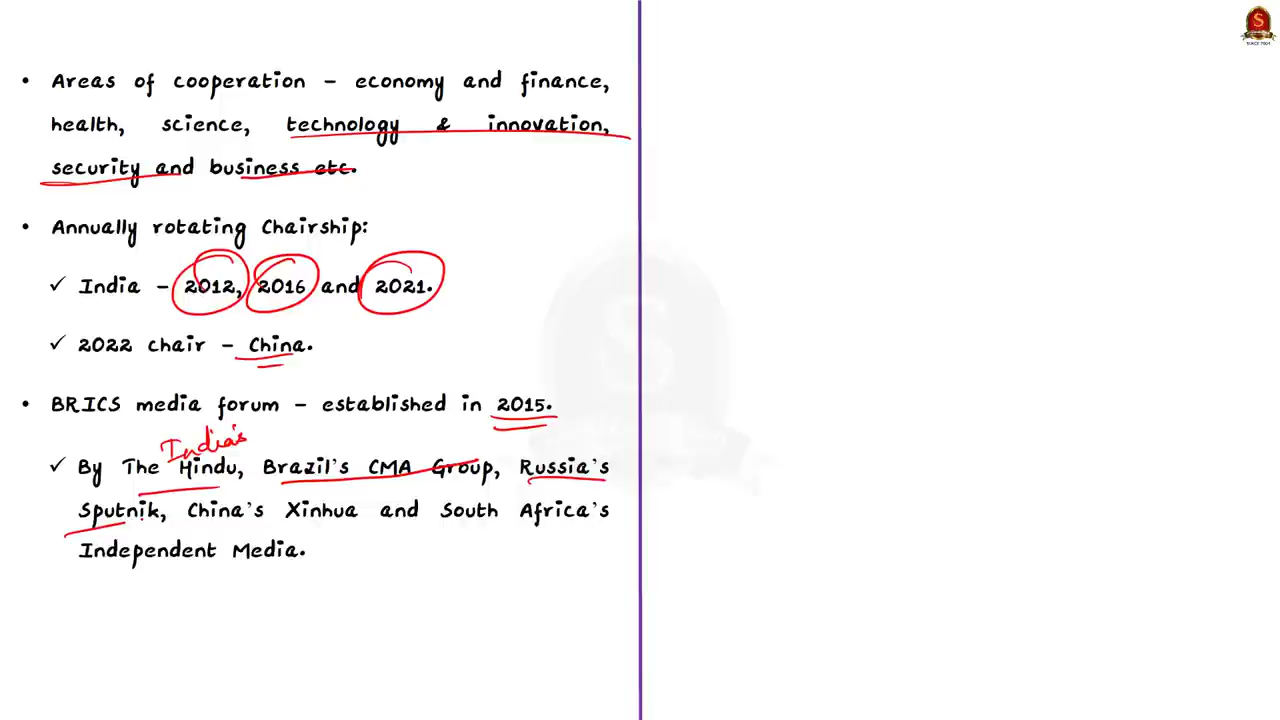 • Areas of cooperation – economy and finance,
health, science, technology & innovation,
security and business etc.
• Annually rotating Chairship:
✓ India – 2012, 2016 and 2021.
✓ 2022 chair – China.
• BRICS media forum – established in 2015.
India's
✓ By The Hindu, Brazil's CMA Group, Russia's
Sputnik, China's Xinhua and South Africa's
Independent Media.
S
SINCE 2004